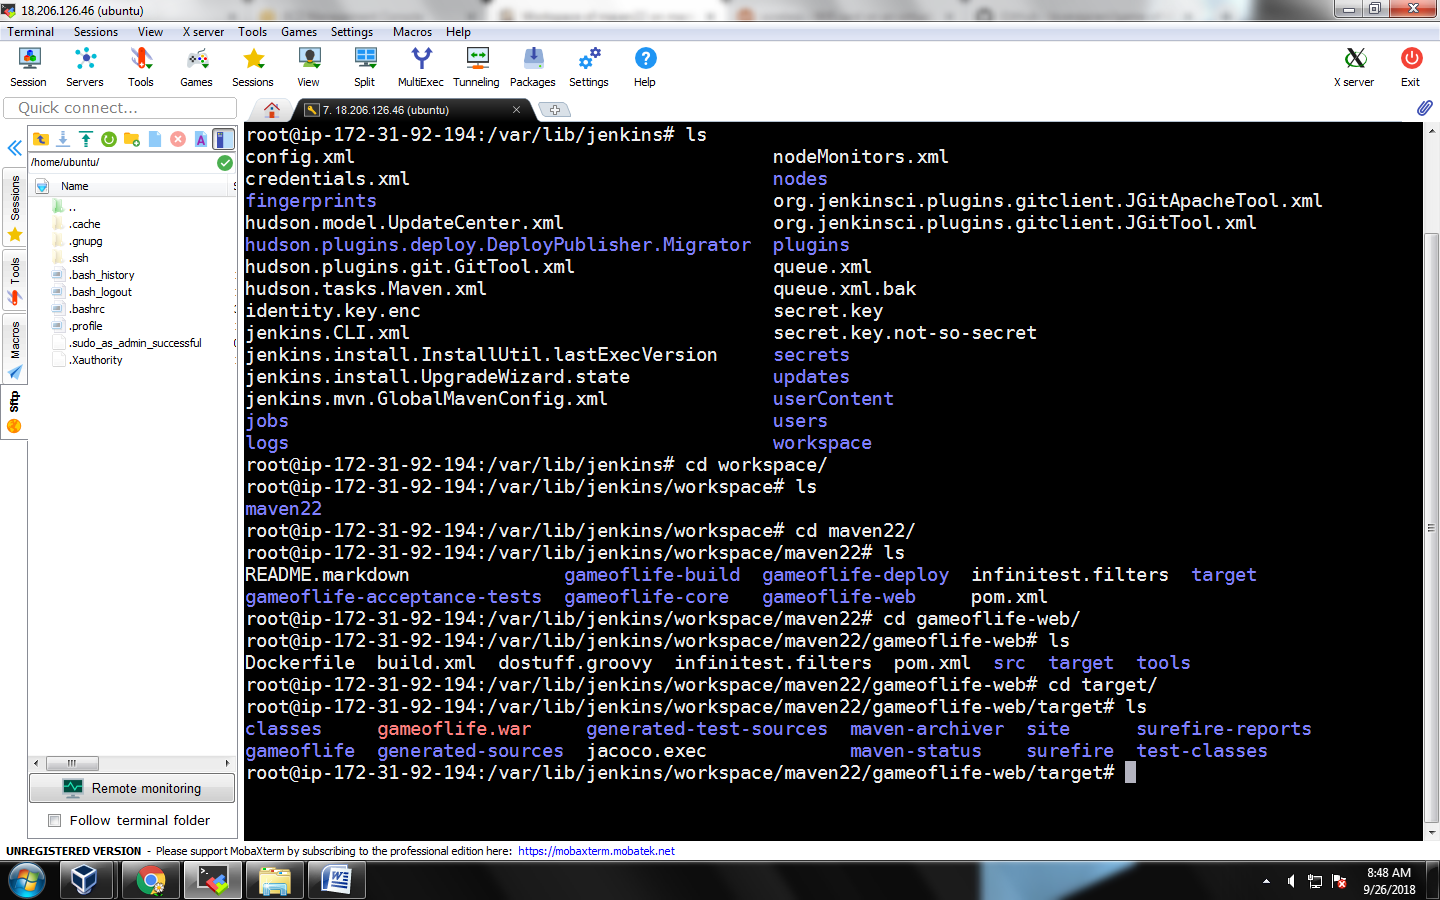 18.206.126.46 (ubuntu)
Terminal Sessions View X server Tools Games Settings Macros Help
Session Servers Tools Games Sessions View Split MultiExec Tunneling Packages Settings Help X server Exit
Quick connect...
7. 18.206.126.46 (ubuntu)
/home/ubuntu/
Name
..
.cache
.gnupg
.ssh
.bash_history
.bash_logout
.bashrc
.profile
.sudo_as_admin_successful
.Xauthority
Sessions
Tools
Macros
Sftp
Remote monitoring
Follow terminal folder
root@ip-172-31-92-194:/var/lib/jenkins# ls
config.xml nodeMonitors.xml
credentials.xml nodes
fingerprints org.jenkinsci.plugins.gitclient.JGitApacheTool.xml
hudson.model.UpdateCenter.xml org.jenkinsci.plugins.gitclient.JGitTool.xml
hudson.plugins.deploy.DeployPublisher.Migrator plugins
hudson.plugins.git.GitTool.xml queue.xml
hudson.tasks.Maven.xml queue.xml.bak
identity.key.enc secret.key
jenkins.CLI.xml secret.key.not-so-secret
jenkins.install.InstallUtil.lastExecVersion secrets
jenkins.install.UpgradeWizard.state updates
jenkins.mvn.GlobalMavenConfig.xml userContent
jobs users
logs workspace
root@ip-172-31-92-194:/var/lib/jenkins# cd workspace/
root@ip-172-31-92-194:/var/lib/jenkins/workspace# ls
maven22
root@ip-172-31-92-194:/var/lib/jenkins/workspace# cd maven22/
root@ip-172-31-92-194:/var/lib/jenkins/workspace/maven22# ls
README.markdown gameoflife-build gameoflife-deploy infinitest.filters target
gameoflife-acceptance-tests gameoflife-core gameoflife-web pom.xml
root@ip-172-31-92-194:/var/lib/jenkins/workspace/maven22# cd gameoflife-web/
root@ip-172-31-92-194:/var/lib/jenkins/workspace/maven22/gameoflife-web# ls
Dockerfile build.xml dostuff.groovy infinitest.filters pom.xml src target tools
root@ip-172-31-92-194:/var/lib/jenkins/workspace/maven22/gameoflife-web# cd target/
root@ip-172-31-92-194:/var/lib/jenkins/workspace/maven22/gameoflife-web/target# ls
classes gameoflife.war generated-test-sources maven-archiver site surefire-reports
gameoflife generated-sources jacoco.exec maven-status surefire test-classes
root@ip-172-31-92-194:/var/lib/jenkins/workspace/maven22/gameoflife-web/target#
UNREGISTERED VERSION - Please support MobaXterm by subscribing to the professional edition here: https://mobaxterm.mobatek.net
8:48 AM
9/26/2018